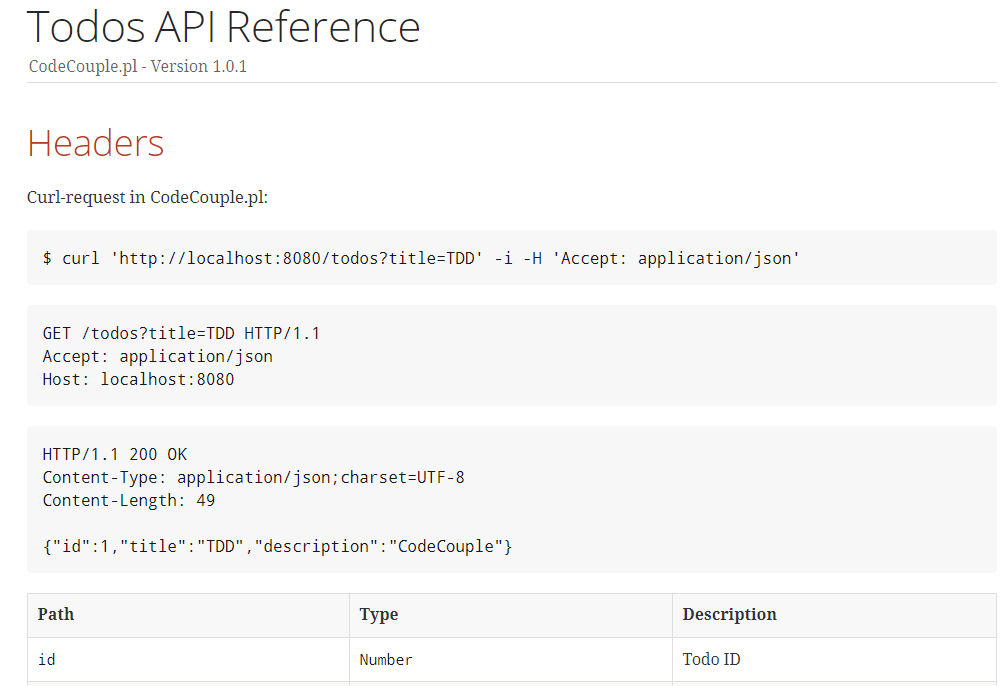 Todos API Reference
CodeCouple.pl - Version 1.0.1
Headers
Curl-request in CodeCouple.pl:
$ curl 'http://localhost:8080/todos?title=TDD' -i -H 'Accept: application/json'
GET /todos?title=TDD HTTP/1.1
Accept: application/json
Host: localhost:8080
HTTP/1.1 200 OK
Content-Type: application/json;charset=UTF-8
Content-Length: 49
{"id":1,"title":"TDD","description":"CodeCouple"}
Path Type Description
id Number Todo ID